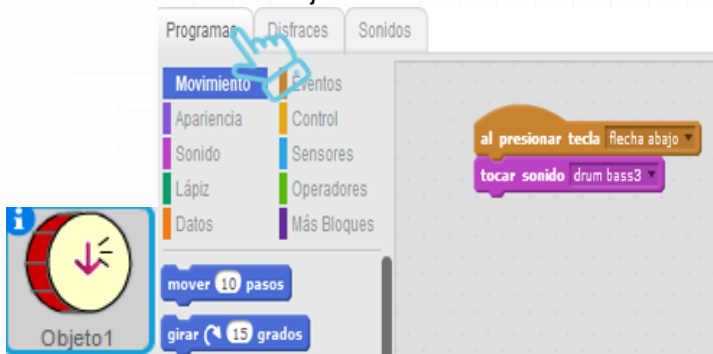 Programas Disfraces Sonidos
Movimiento Eventos
Apariencia Control
Sonido Sensores
Lápiz Operadores
Datos Más Bloques
al presionar tecla flecha abajo
tocar sonido drum bass3
mover 10 pasos
girar 15 grados
i
Objeto1